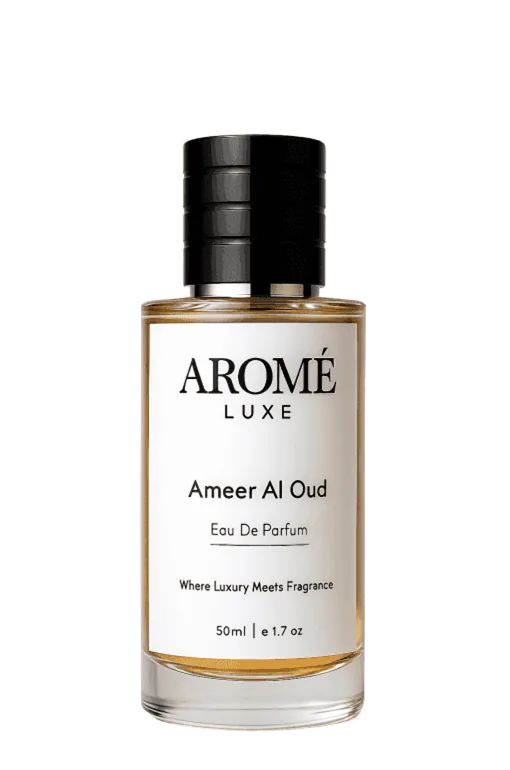 AROMÉ
LUXE
Ameer Al Oud
Eau De Parfum
Where Luxury Meets Fragrance
50ml | e 1.7 oz